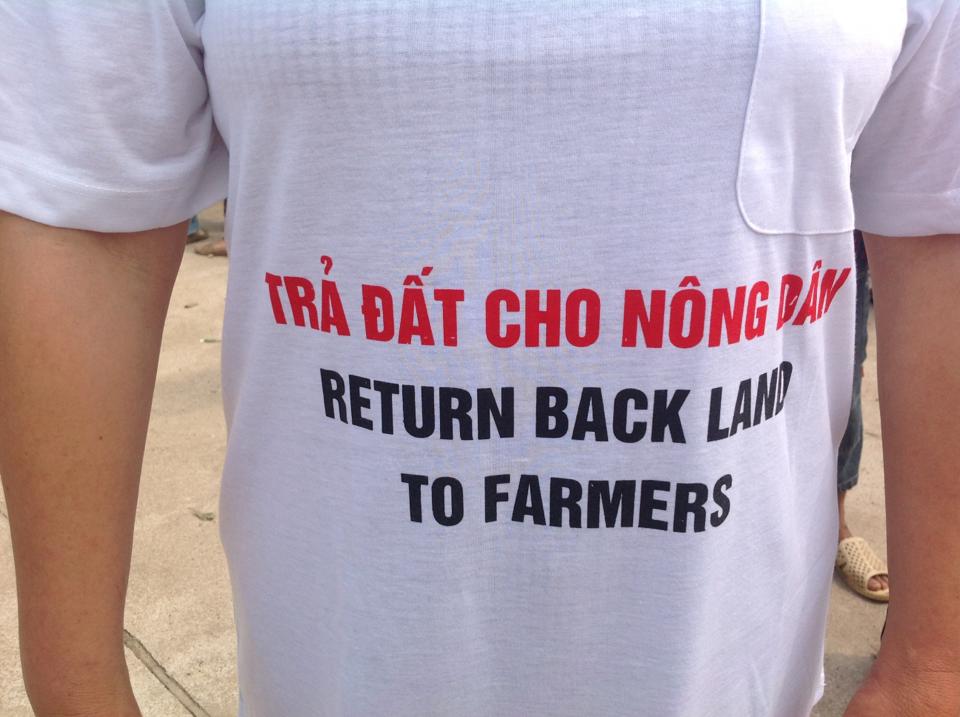 TRẢ ĐẤT CHO NÔNG DÂN
RETURN BACK LAND
TO FARMERS